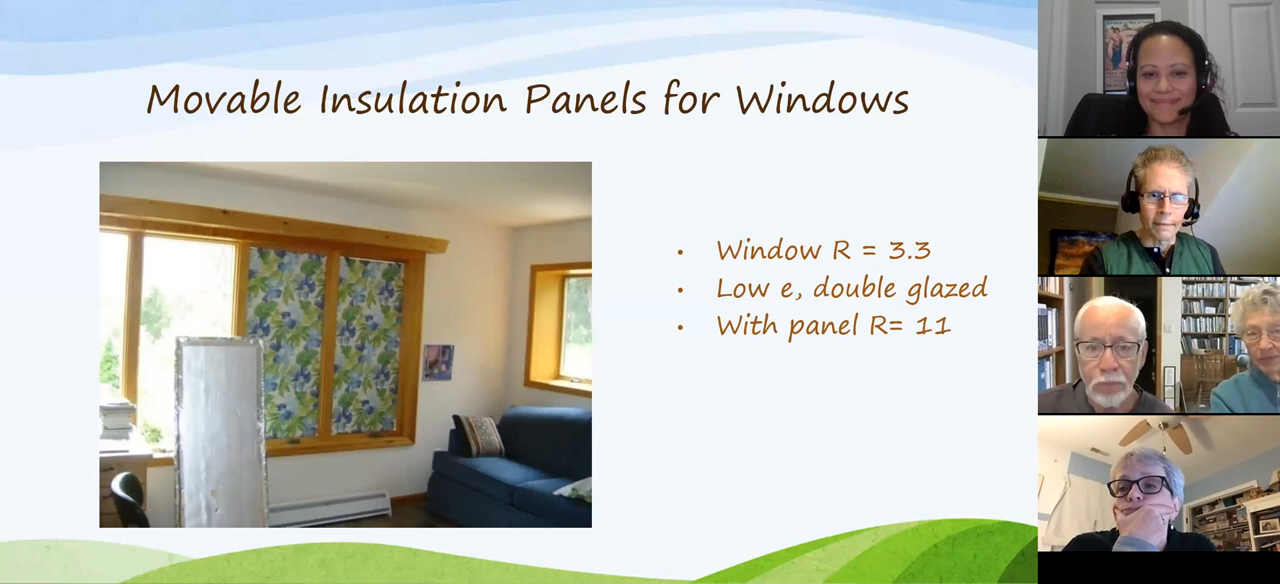 Movable Insulation Panels for Windows
• Window R = 3.3
• Low e, double glazed
• With panel R= 11